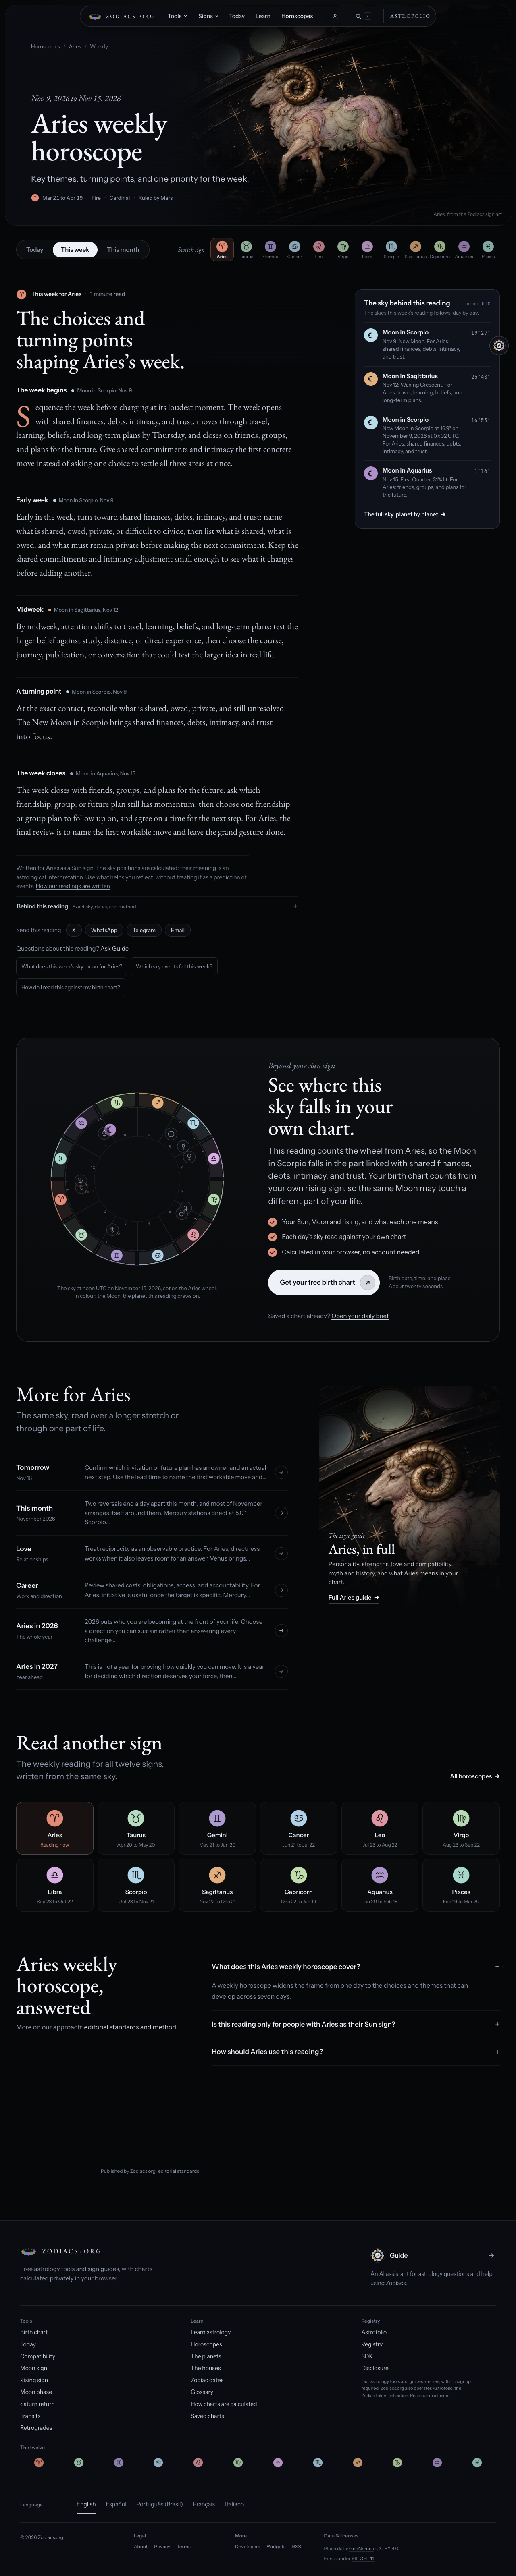 ZODIACS.ORG
Tools
Signs
Today
Learn
Horoscopes
/
ASTROFOLIO
Horoscopes / Aries / Weekly
Nov 9, 2026 to Nov 15, 2026
Aries weekly
horoscope
Key themes, turning points, and one priority for the week.
Mar 21 to Apr 19 Fire Cardinal Ruled by Mars
Aries, from the Zodiac sign art
Today
This week
This month
Switch sign
Aries
Taurus
Gemini
Cancer
Leo
Virgo
Libra
Scorpio
Sagittarius
Capricorn
Aquarius
Pisces
This week for Aries 1 minute read
The choices and
turning points
shaping Aries’s week.
The week begins Moon in Scorpio, Nov 9
Sequence the week before charging at its loudest moment. The week opens
with shared finances, debts, intimacy, and trust, moves through travel,
learning, beliefs, and long-term plans by Thursday, and closes on friends, groups,
and plans for the future. Give shared commitments and intimacy the first concrete
move instead of asking one choice to settle all three areas at once.
Early week Moon in Scorpio, Nov 9
Early in the week, turn toward shared finances, debts, intimacy, and trust: name
what is shared, owed, private, or difficult to divide, then list what is shared, what is
owed, and what must remain private before making the next commitment. Keep the
shared commitments and intimacy adjustment small enough to see what it changes
before adding another.
Midweek Moon in Sagittarius, Nov 12
By midweek, attention shifts to travel, learning, beliefs, and long-term plans: test the
larger belief against study, distance, or direct experience, then choose the course,
journey, publication, or conversation that could test the larger idea in real life.
A turning point Moon in Scorpio, Nov 9
At the exact contact, reconcile what is shared, owed, private, and still unresolved.
The New Moon in Scorpio brings shared finances, debts, intimacy, and trust
into focus.
The week closes Moon in Aquarius, Nov 15
The week closes with friends, groups, and plans for the future: ask which
friendship, group, or future plan still has momentum, then choose one friendship
or group plan to follow up on, and agree on a time for the next step. For Aries, the
final review is to name the first workable move and leave the grand gesture alone.
Written for Aries as a Sun sign. The sky positions are calculated; their meaning is an
astrological interpretation. Use what helps you reflect, without treating it as a prediction of
events. How our readings are written
Behind this reading Exact sky, dates, and method +
Send this reading X WhatsApp Telegram Email
Questions about this reading? Ask Guide
What does this week’s sky mean for Aries?
Which sky events fall this week?
How do I read this against my birth chart?
The sky behind this reading noon UTC
The skies this week’s reading follows, day by day.
Moon in Scorpio 19°27′
Nov 9: New Moon. For Aries:
shared finances, debts, intimacy,
and trust.
Moon in Sagittarius 25°48′
Nov 12: Waxing Crescent. For
Aries: travel, learning, beliefs, and
long-term plans.
Moon in Scorpio 16°53′
New Moon in Scorpio at 16.9° on
November 9, 2026 at 07:02 UTC.
For Aries: shared finances, debts,
intimacy, and trust.
Moon in Aquarius 1°16′
Nov 15: First Quarter, 31% lit. For
Aries: friends, groups, and plans for
the future.
The full sky, planet by planet →
The sky at noon UTC on November 15, 2026, set on the Aries wheel.
In colour: the Moon, the planet this reading draws on.
Beyond your Sun sign
See where this
sky falls in your
own chart.
This reading counts the wheel from Aries, so the Moon
in Scorpio falls in the part linked with shared finances,
debts, intimacy, and trust. Your birth chart counts from
your own rising sign, so the same Moon may touch a
different part of your life.
Your Sun, Moon and rising, and what each one means
Each day’s sky read against your own chart
Calculated in your browser, no account needed
Get your free birth chart
Birth date, time, and place.
About twenty seconds.
Saved a chart already? Open your daily brief
More for Aries
The same sky, read over a longer stretch or
through one part of life.
Tomorrow
Nov 16
Confirm which invitation or future plan has an owner and an actual
next step. Use the lead time to name the first workable move and...
This month
November 2026
Two reversals end a day apart this month, and most of November
arranges itself around them. Mercury stations direct at 5.0°
Scorpio...
Love
Relationships
Treat reciprocity as an observable practice. For Aries, directness
works when it also leaves room for an answer. Venus brings...
Career
Work and direction
Review shared costs, obligations, access, and accountability. For
Aries, initiative is useful once the target is specific. Mercury...
Aries in 2026
The whole year
2026 puts who you are becoming at the front of your life. Choose
a direction you can sustain rather than answering every
challenge...
Aries in 2027
Year ahead
This is not a year for proving how quickly you can move. It is a year
for deciding which direction deserves your force, then...
The sign guide
Aries, in full
Personality, strengths, love and compatibility,
myth and history, and what Aries means in your
chart.
Full Aries guide →
Read another sign
The weekly reading for all twelve signs,
written from the same sky.
All horoscopes →
Aries
Reading now
Taurus
Apr 20 to May 20
Gemini
May 21 to Jun 20
Cancer
Jun 21 to Jul 22
Leo
Jul 23 to Aug 22
Virgo
Aug 23 to Sep 22
Libra
Sep 23 to Oct 22
Scorpio
Oct 23 to Nov 21
Sagittarius
Nov 22 to Dec 21
Capricorn
Dec 22 to Jan 19
Aquarius
Jan 20 to Feb 18
Pisces
Feb 19 to Mar 20
Aries weekly
horoscope,
answered
More on our approach: editorial standards and method.
What does this Aries weekly horoscope cover? −
A weekly horoscope widens the frame from one day to the choices and themes that can
develop across seven days.
Is this reading only for people with Aries as their Sun sign? +
How should Aries use this reading? +
Published by Zodiacs.org · editorial standards
ZODIACS.ORG
Free astrology tools and sign guides, with charts
calculated privately in your browser.
Guide →
An AI assistant for astrology questions and help
using Zodiacs.
Tools
Birth chart
Today
Compatibility
Moon sign
Rising sign
Moon phase
Saturn return
Transits
Retrogrades
Learn
Learn astrology
Horoscopes
The planets
The houses
Zodiac dates
Glossary
How charts are calculated
Saved charts
Registry
Astrofolio
Registry
SDK
Disclosure
Our astrology tools and guides are free, with no signup
required. Zodiacs.org also operates Astrofolio, the
Zodiac token collection. Read our disclosure.
The twelve
Language English Español Português (Brasil) Français Italiano
© 2026 Zodiacs.org
Legal
About Privacy Terms
More
Developers Widgets RSS
Data & licenses
Place data: GeoNames · CC BY 4.0
Fonts under SIL OFL 1.1